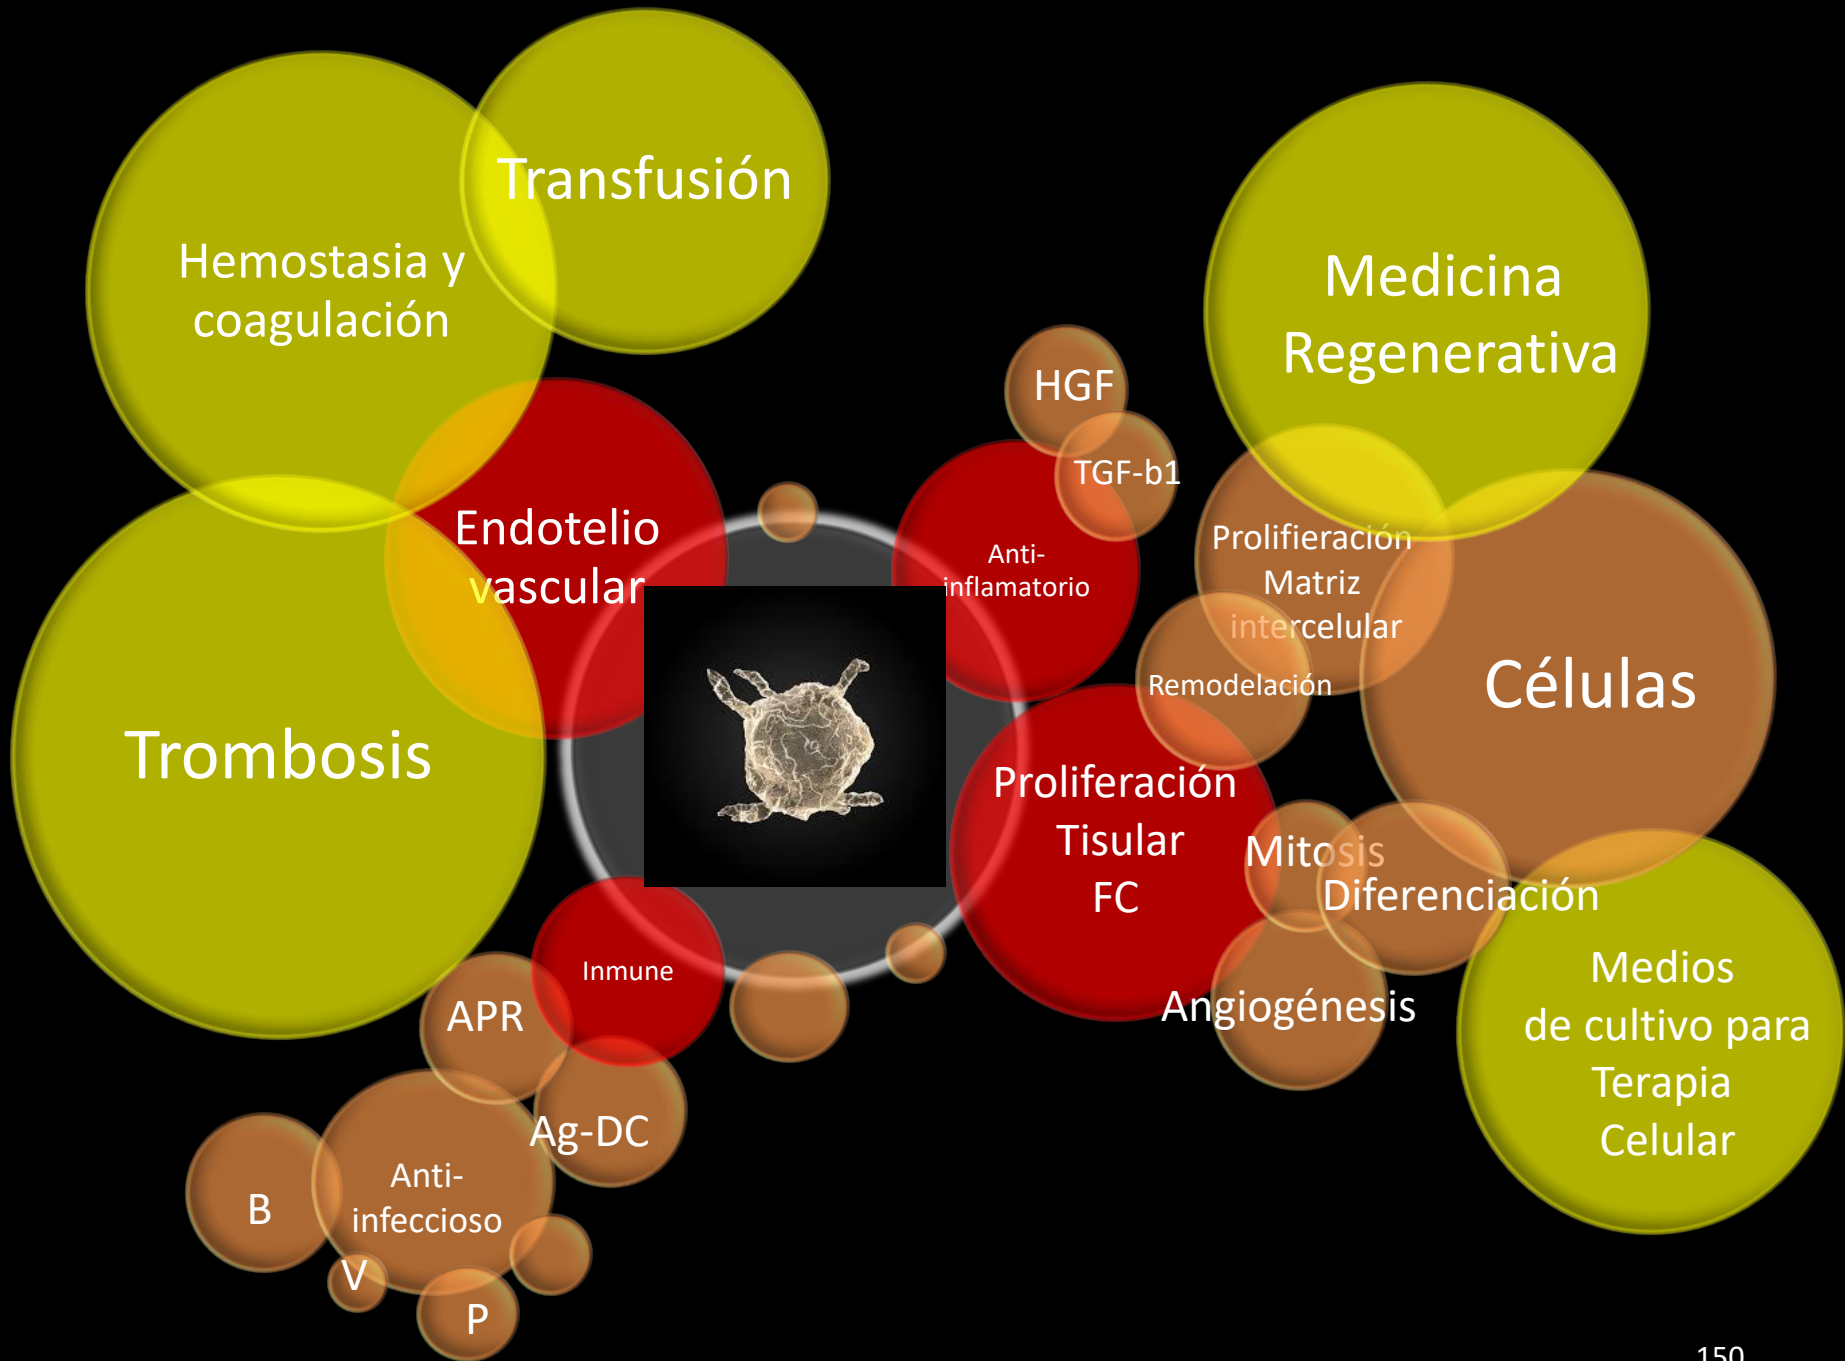 Transfusión
Hemostasia y
coagulación
Medicina
Regenerativa
HGF
TGF-b1
Endotelio
vascular
Anti-
inflamatorio
Prolifieración
Matriz
intercelular
Remodelación
Células
Trombosis
Proliferación
Tisular
FC
Mitosis
Diferenciación
Angiogénesis
Medios
de cultivo para
Terapia
Celular
Inmune
APR
Ag-DC
Anti-
infeccioso
B
V
P
150